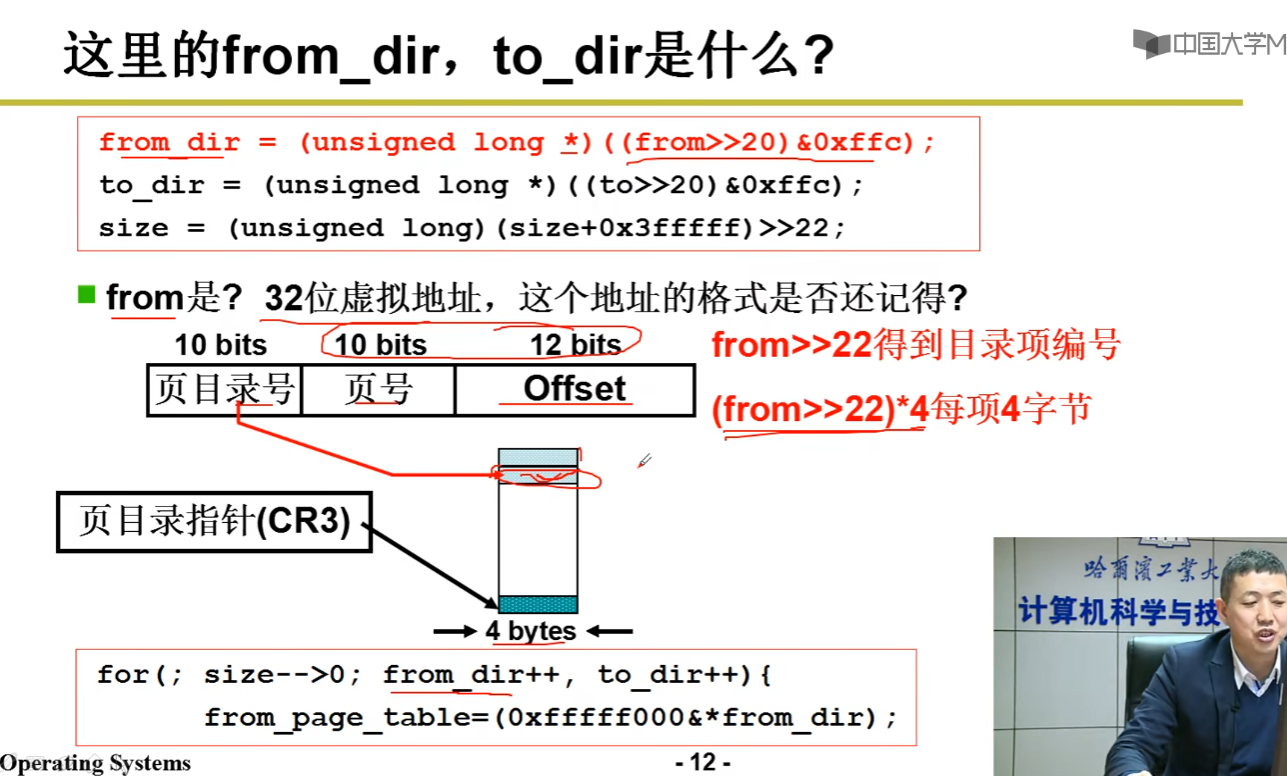 这里的from_dir，to_dir是什么?
中国大学M
from_dir = (unsigned long *)((from>>20)&0xffc);
to_dir = (unsigned long *)((to>>20)&0xffc);
size = (unsigned long)(size+0x3fffff)>>22;
from是? 32位虚拟地址，这个地址的格式是否还记得?
10 bits 10 bits 12 bits
from>>22得到目录项编号
页目录号 页号 Offset
(from>>22)*4每项4字节
页目录指针(CR3)
4 bytes
哈尔滨工业大
计算机科学与技
for(; size-->0; from_dir++, to_dir++){
from_page_table=(0xfffff000&*from_dir);
Operating Systems
- 12 -